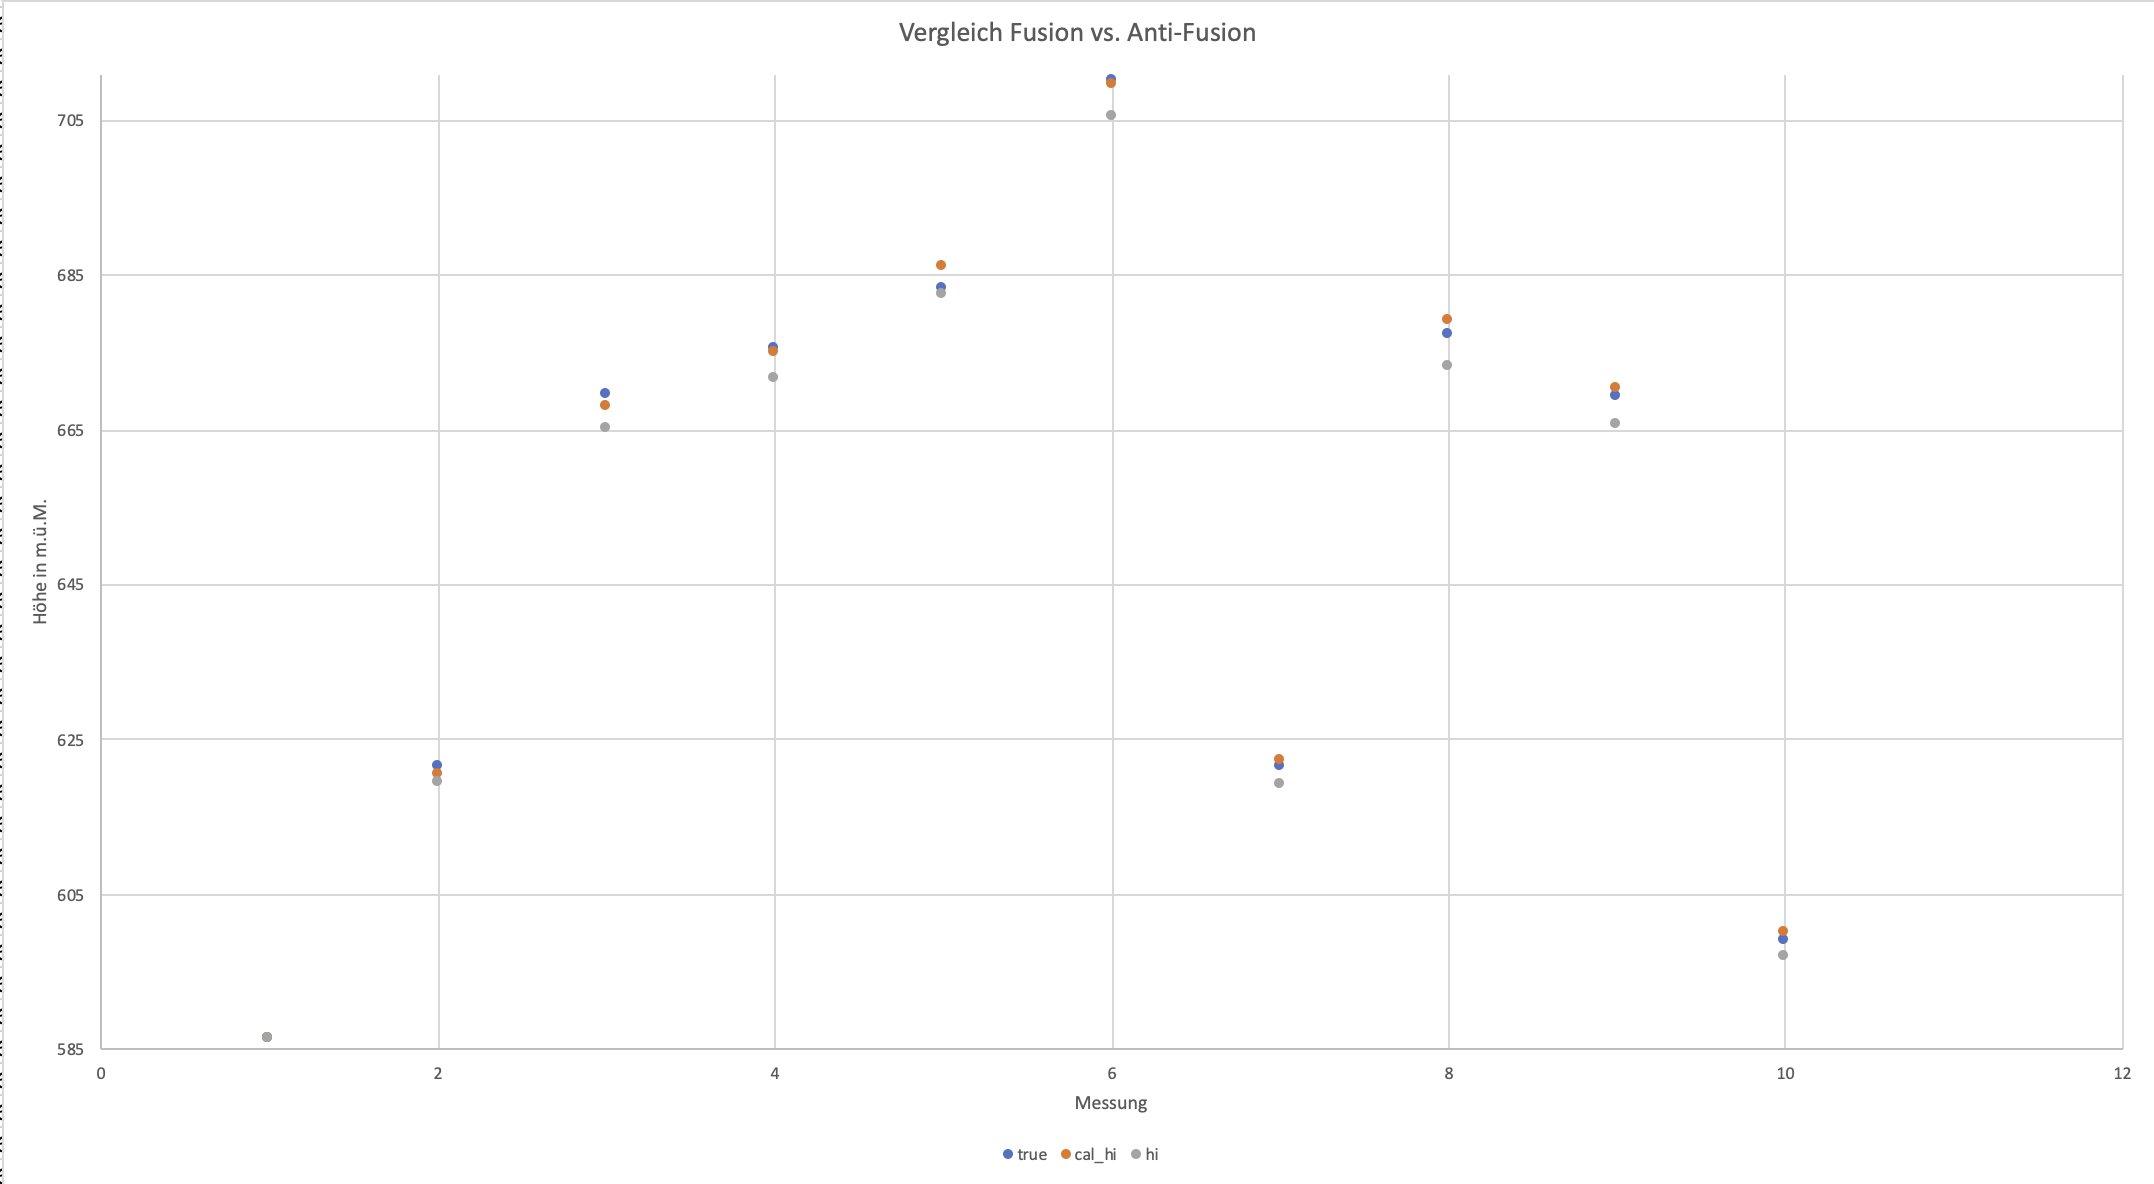 Vergleich Fusion vs. Anti-Fusion
705
685
665
645
625
605
585
Höhe in m.ü.M.
0 2 4 6 8 10 12
Messung
true cal_hi hi